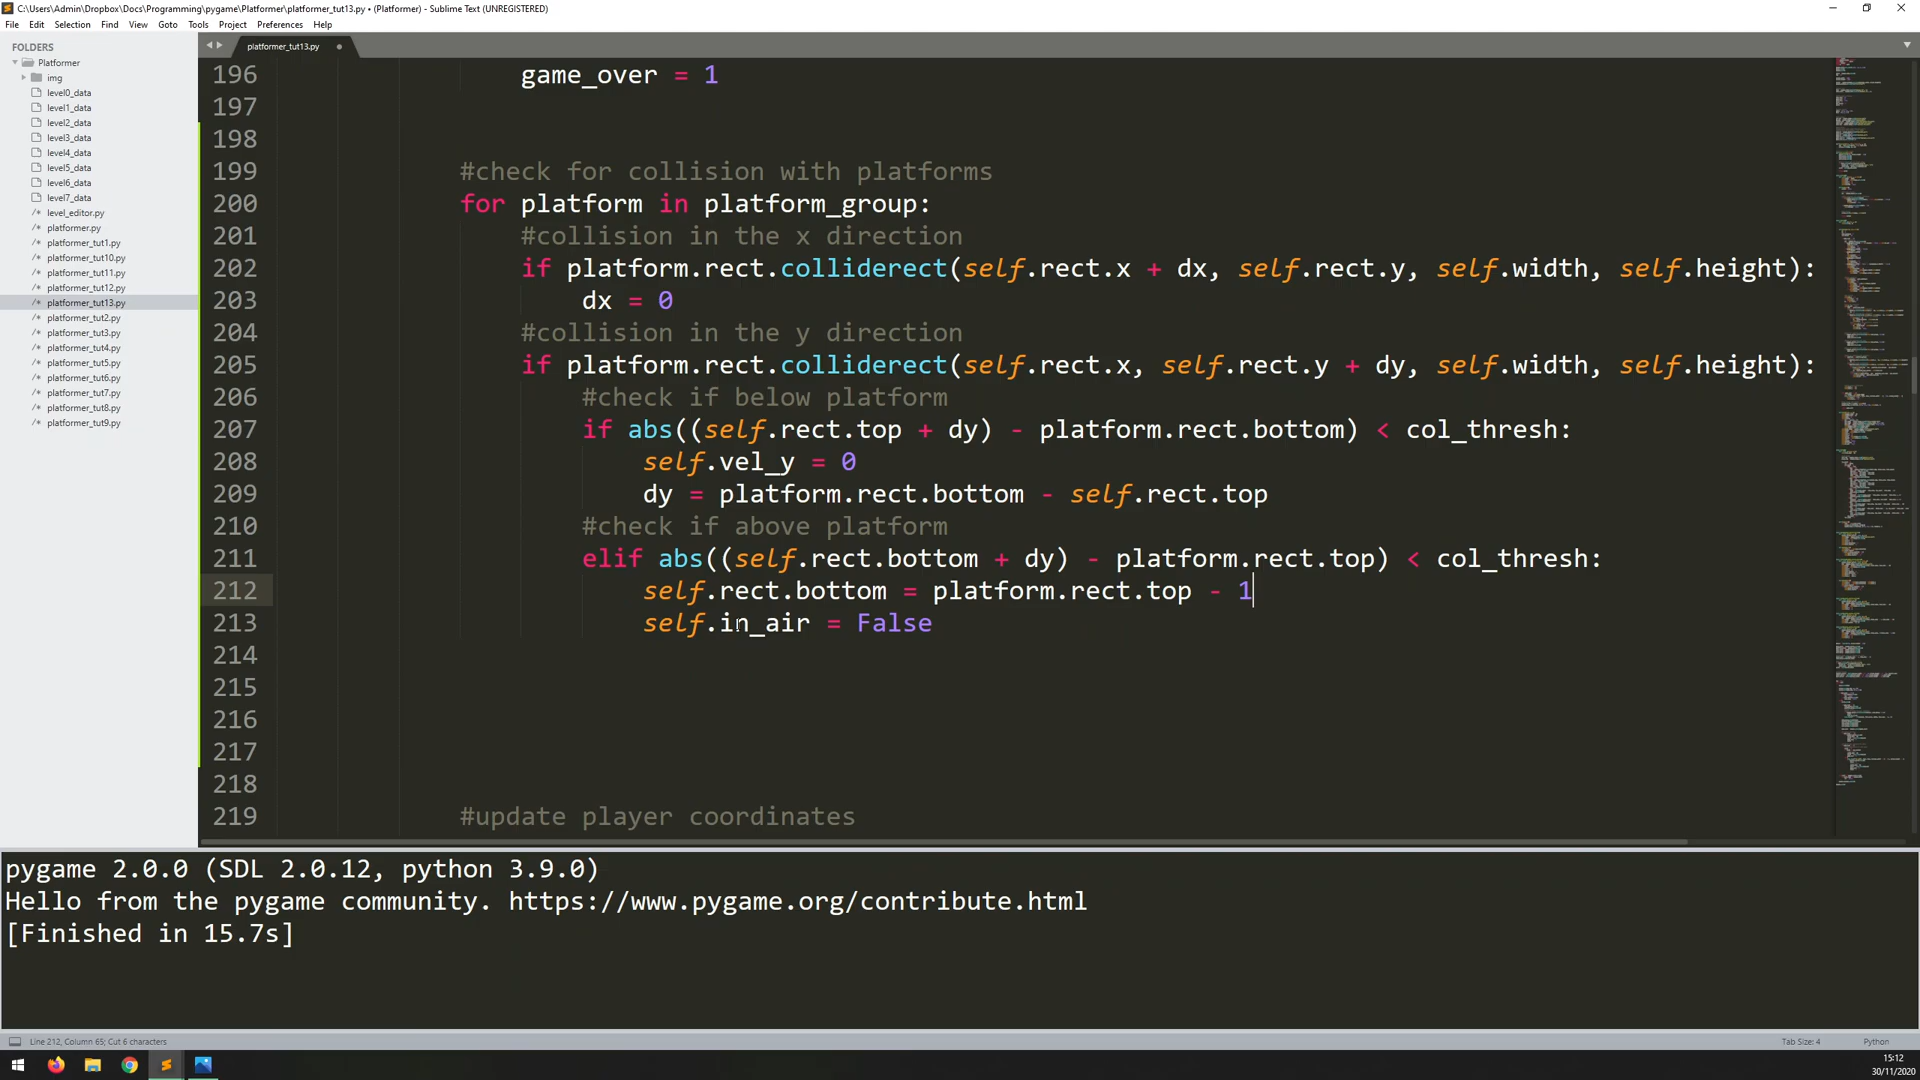 C:\Users\Admin\Dropbox\Docs\Programming\pygame\Platformer\platformer_tut13.py • (Platformer) - Sublime Text (UNREGISTERED)
File Edit Selection Find View Goto Tools Project Preferences Help
FOLDERS
Platformer
img
level0_data
level1_data
level2_data
level3_data
level4_data
level5_data
level6_data
level7_data
/* level_editor.py
/* platformer.py
/* platformer_tut1.py
/* platformer_tut10.py
/* platformer_tut11.py
/* platformer_tut12.py
/* platformer_tut13.py
/* platformer_tut2.py
/* platformer_tut3.py
/* platformer_tut4.py
/* platformer_tut5.py
/* platformer_tut6.py
/* platformer_tut7.py
/* platformer_tut8.py
/* platformer_tut9.py
platformer_tut13.py
196 game_over = 1
197
198
199 #check for collision with platforms
200 for platform in platform_group:
201 #collision in the x direction
202 if platform.rect.colliderect(self.rect.x + dx, self.rect.y, self.width, self.height):
203 dx = 0
204 #collision in the y direction
205 if platform.rect.colliderect(self.rect.x, self.rect.y + dy, self.width, self.height):
206 #check if below platform
207 if abs((self.rect.top + dy) - platform.rect.bottom) < col_thresh:
208 self.vel_y = 0
209 dy = platform.rect.bottom - self.rect.top
210 #check if above platform
211 elif abs((self.rect.bottom + dy) - platform.rect.top) < col_thresh:
212 self.rect.bottom = platform.rect.top - 1
213 self.in_air = False
214
215
216
217
218
219 #update player coordinates
pygame 2.0.0 (SDL 2.0.12, python 3.9.0)
Hello from the pygame community. https://www.pygame.org/contribute.html
[Finished in 15.7s]
Line 212, Column 65; Cut 6 characters
Tab Size: 4
Python
15:12
30/11/2020